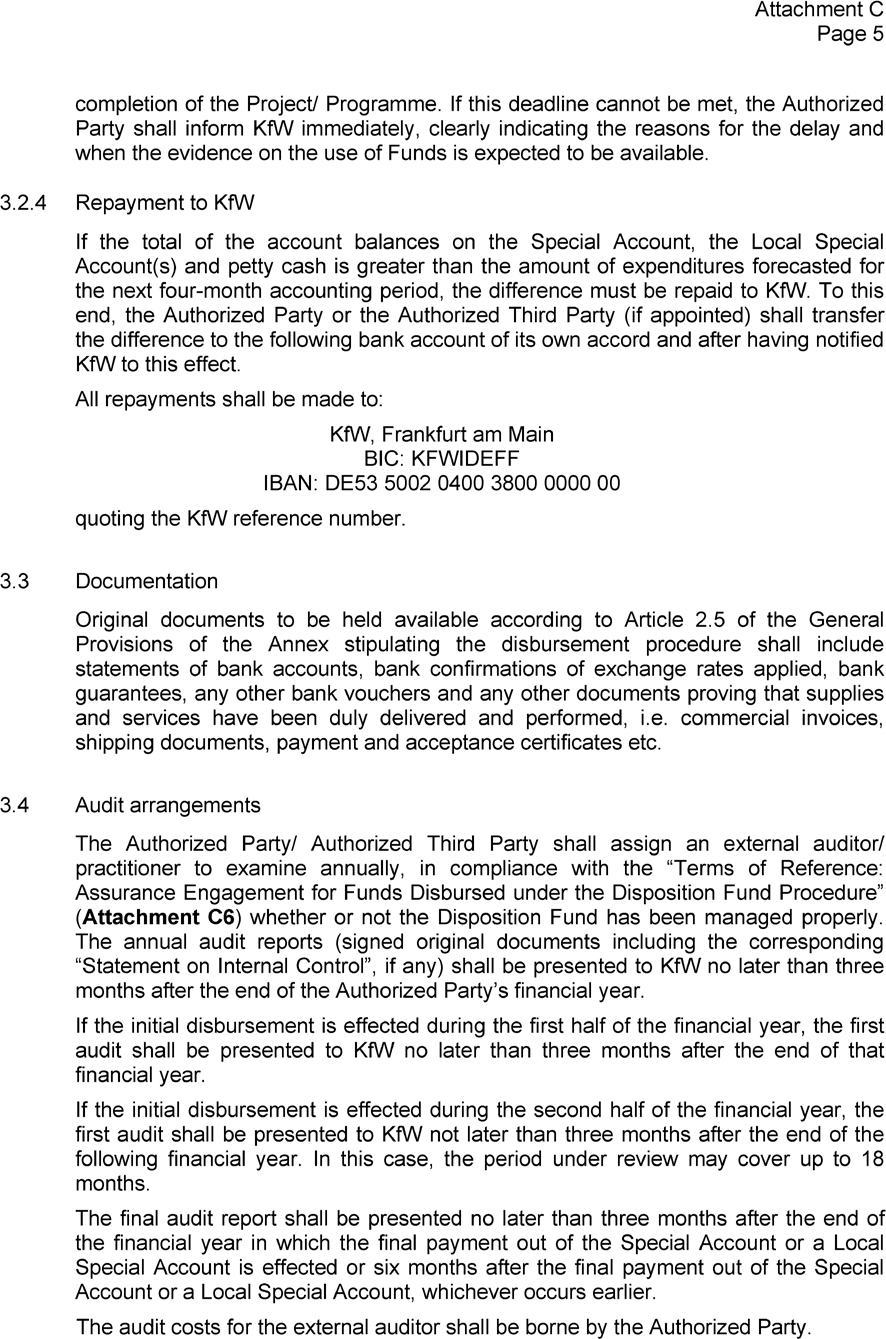 Attachment C
Page 5
completion of the Project/ Programme. If this deadline cannot be met, the Authorized
Party shall inform KfW immediately, clearly indicating the reasons for the delay and
when the evidence on the use of Funds is expected to be available.
3.2.4 Repayment to KfW
If the total of the account balances on the Special Account, the Local Special
Account(s) and petty cash is greater than the amount of expenditures forecasted for
the next four-month accounting period, the difference must be repaid to KfW. To this
end, the Authorized Party or the Authorized Third Party (if appointed) shall transfer
the difference to the following bank account of its own accord and after having notified
KfW to this effect.
All repayments shall be made to:
KfW, Frankfurt am Main
BIC: KFWIDEFF
IBAN: DE53 5002 0400 3800 0000 00
quoting the KfW reference number.
3.3 Documentation
Original documents to be held available according to Article 2.5 of the General
Provisions of the Annex stipulating the disbursement procedure shall include
statements of bank accounts, bank confirmations of exchange rates applied, bank
guarantees, any other bank vouchers and any other documents proving that supplies
and services have been duly delivered and performed, i.e. commercial invoices,
shipping documents, payment and acceptance certificates etc.
3.4 Audit arrangements
The Authorized Party/ Authorized Third Party shall assign an external auditor/
practitioner to examine annually, in compliance with the “Terms of Reference:
Assurance Engagement for Funds Disbursed under the Disposition Fund Procedure”
(Attachment C6) whether or not the Disposition Fund has been managed properly.
The annual audit reports (signed original documents including the corresponding
“Statement on Internal Control”, if any) shall be presented to KfW no later than three
months after the end of the Authorized Party’s financial year.
If the initial disbursement is effected during the first half of the financial year, the first
audit shall be presented to KfW no later than three months after the end of that
financial year.
If the initial disbursement is effected during the second half of the financial year, the
first audit shall be presented to KfW not later than three months after the end of the
following financial year. In this case, the period under review may cover up to 18
months.
The final audit report shall be presented no later than three months after the end of
the financial year in which the final payment out of the Special Account or a Local
Special Account is effected or six months after the final payment out of the Special
Account or a Local Special Account, whichever occurs earlier.
The audit costs for the external auditor shall be borne by the Authorized Party.